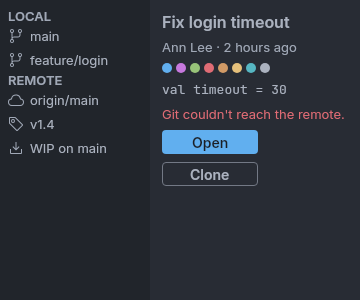 LOCAL
main
feature/login
REMOTE
origin/main
v1.4
WIP on main
Fix login timeout
Ann Lee · 2 hours ago
val timeout = 30
Git couldn't reach the remote.
Open
Clone